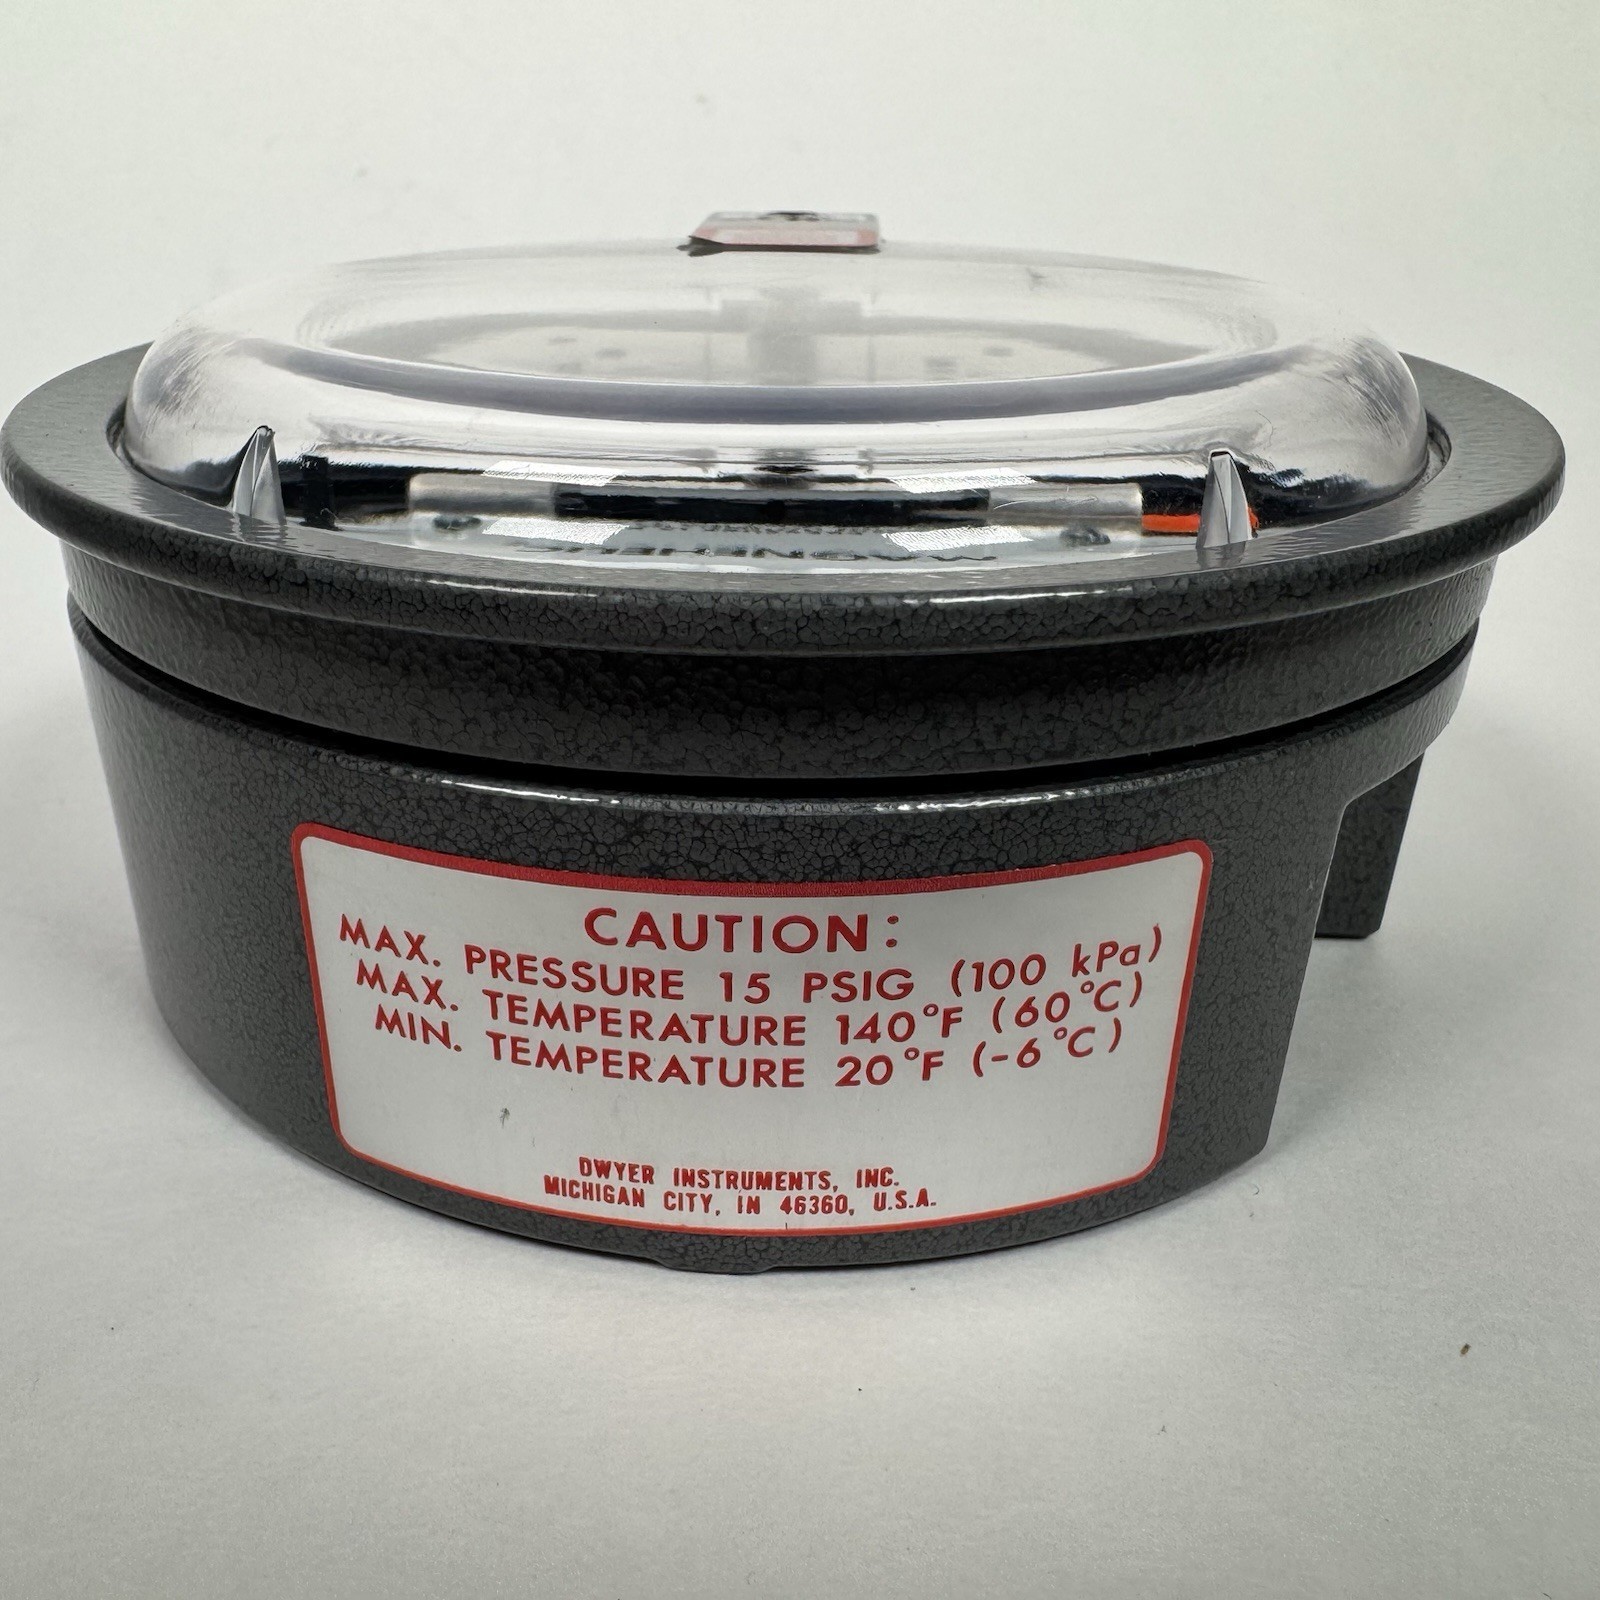 MAGNEHELIC
CAUTION:
MAX. PRESSURE 15 PSIG (100 kPa)
MAX. TEMPERATURE 140°F (60°C)
MIN. TEMPERATURE 20°F (-6°C)
DWYER INSTRUMENTS, INC.
MICHIGAN CITY, IN 46360, U.S.A.